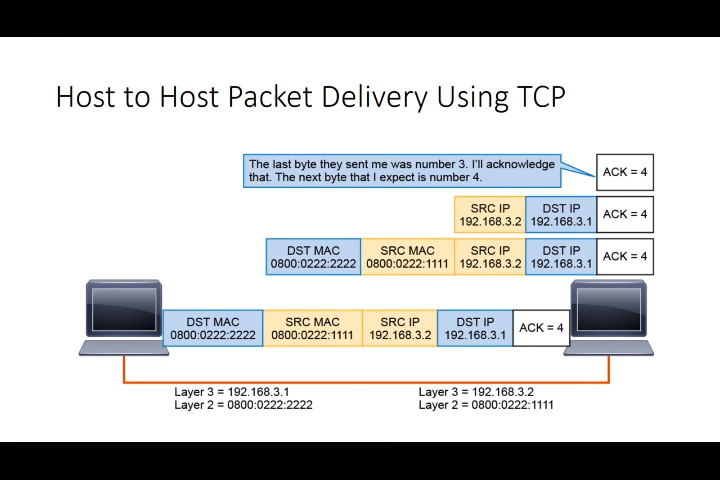 Host to Host Packet Delivery Using TCP
The last byte they sent me was number 3. I'll acknowledge
that. The next byte that I expect is number 4.
ACK = 4
SRC IP
192.168.3.2
DST IP
192.168.3.1
ACK = 4
DST MAC
0800:0222:2222
SRC MAC
0800:0222:1111
SRC IP
192.168.3.2
DST IP
192.168.3.1
ACK = 4
DST MAC
0800:0222:2222
SRC MAC
0800:0222:1111
SRC IP
192.168.3.2
DST IP
192.168.3.1
ACK = 4
Layer 3 = 192.168.3.1
Layer 2 = 0800:0222:2222
Layer 3 = 192.168.3.2
Layer 2 = 0800:0222:1111